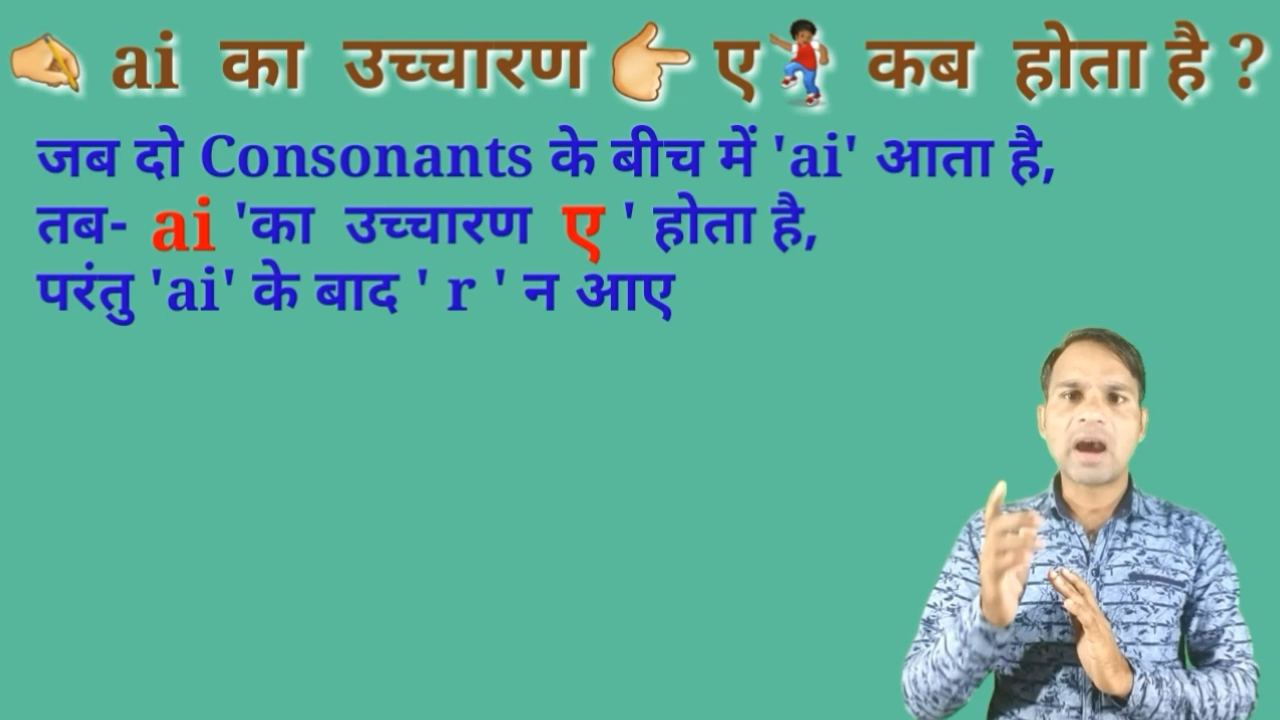 ai का उच्चारण ए कब होता है ?
जब दो Consonants के बीच में 'ai' आता है,
तब- ai 'का उच्चारण ए ' होता है,
परंतु 'ai' के बाद ' r ' न आए